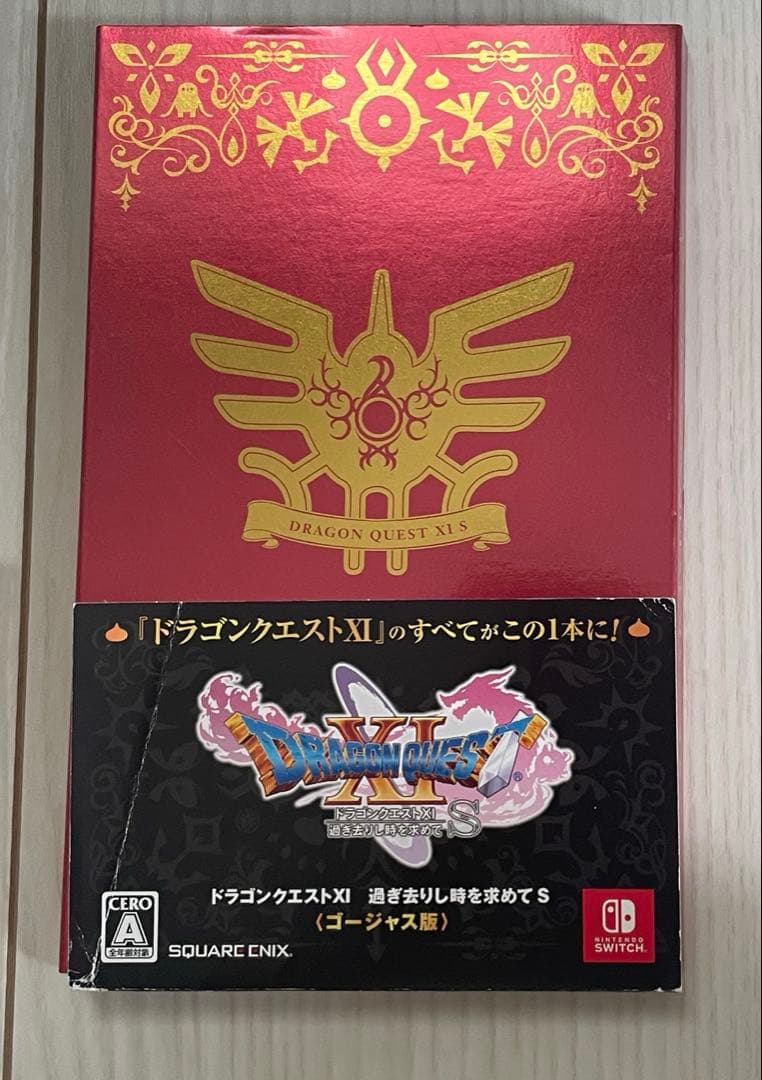 DRAGON QUEST XI S
『ドラゴンクエストXI』のすべてがこの1本に!
XI
DRAGON QUEST
®
ドラゴンクエストXI
過ぎ去りし時を求めて S
ドラゴンクエストXI 過ぎ去りし時を求めて S
〈ゴージャス版〉
CERO
A
全年齢対象
SQUARE ENIX.
NINTENDO
SWITCH